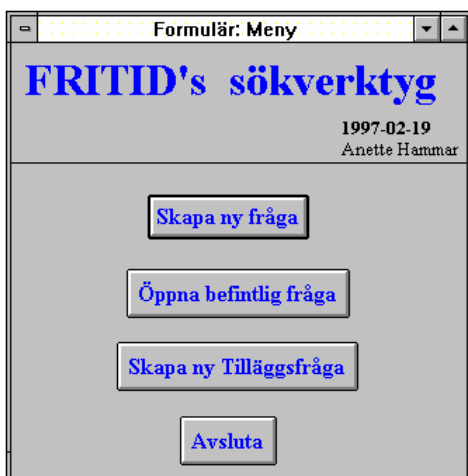 Formulär: Meny
FRITID's sökverktyg
1997-02-19
Anette Hammar
Skapa ny fråga
Öppna befintlig fråga
Skapa ny Tilläggsfråga
Avsluta